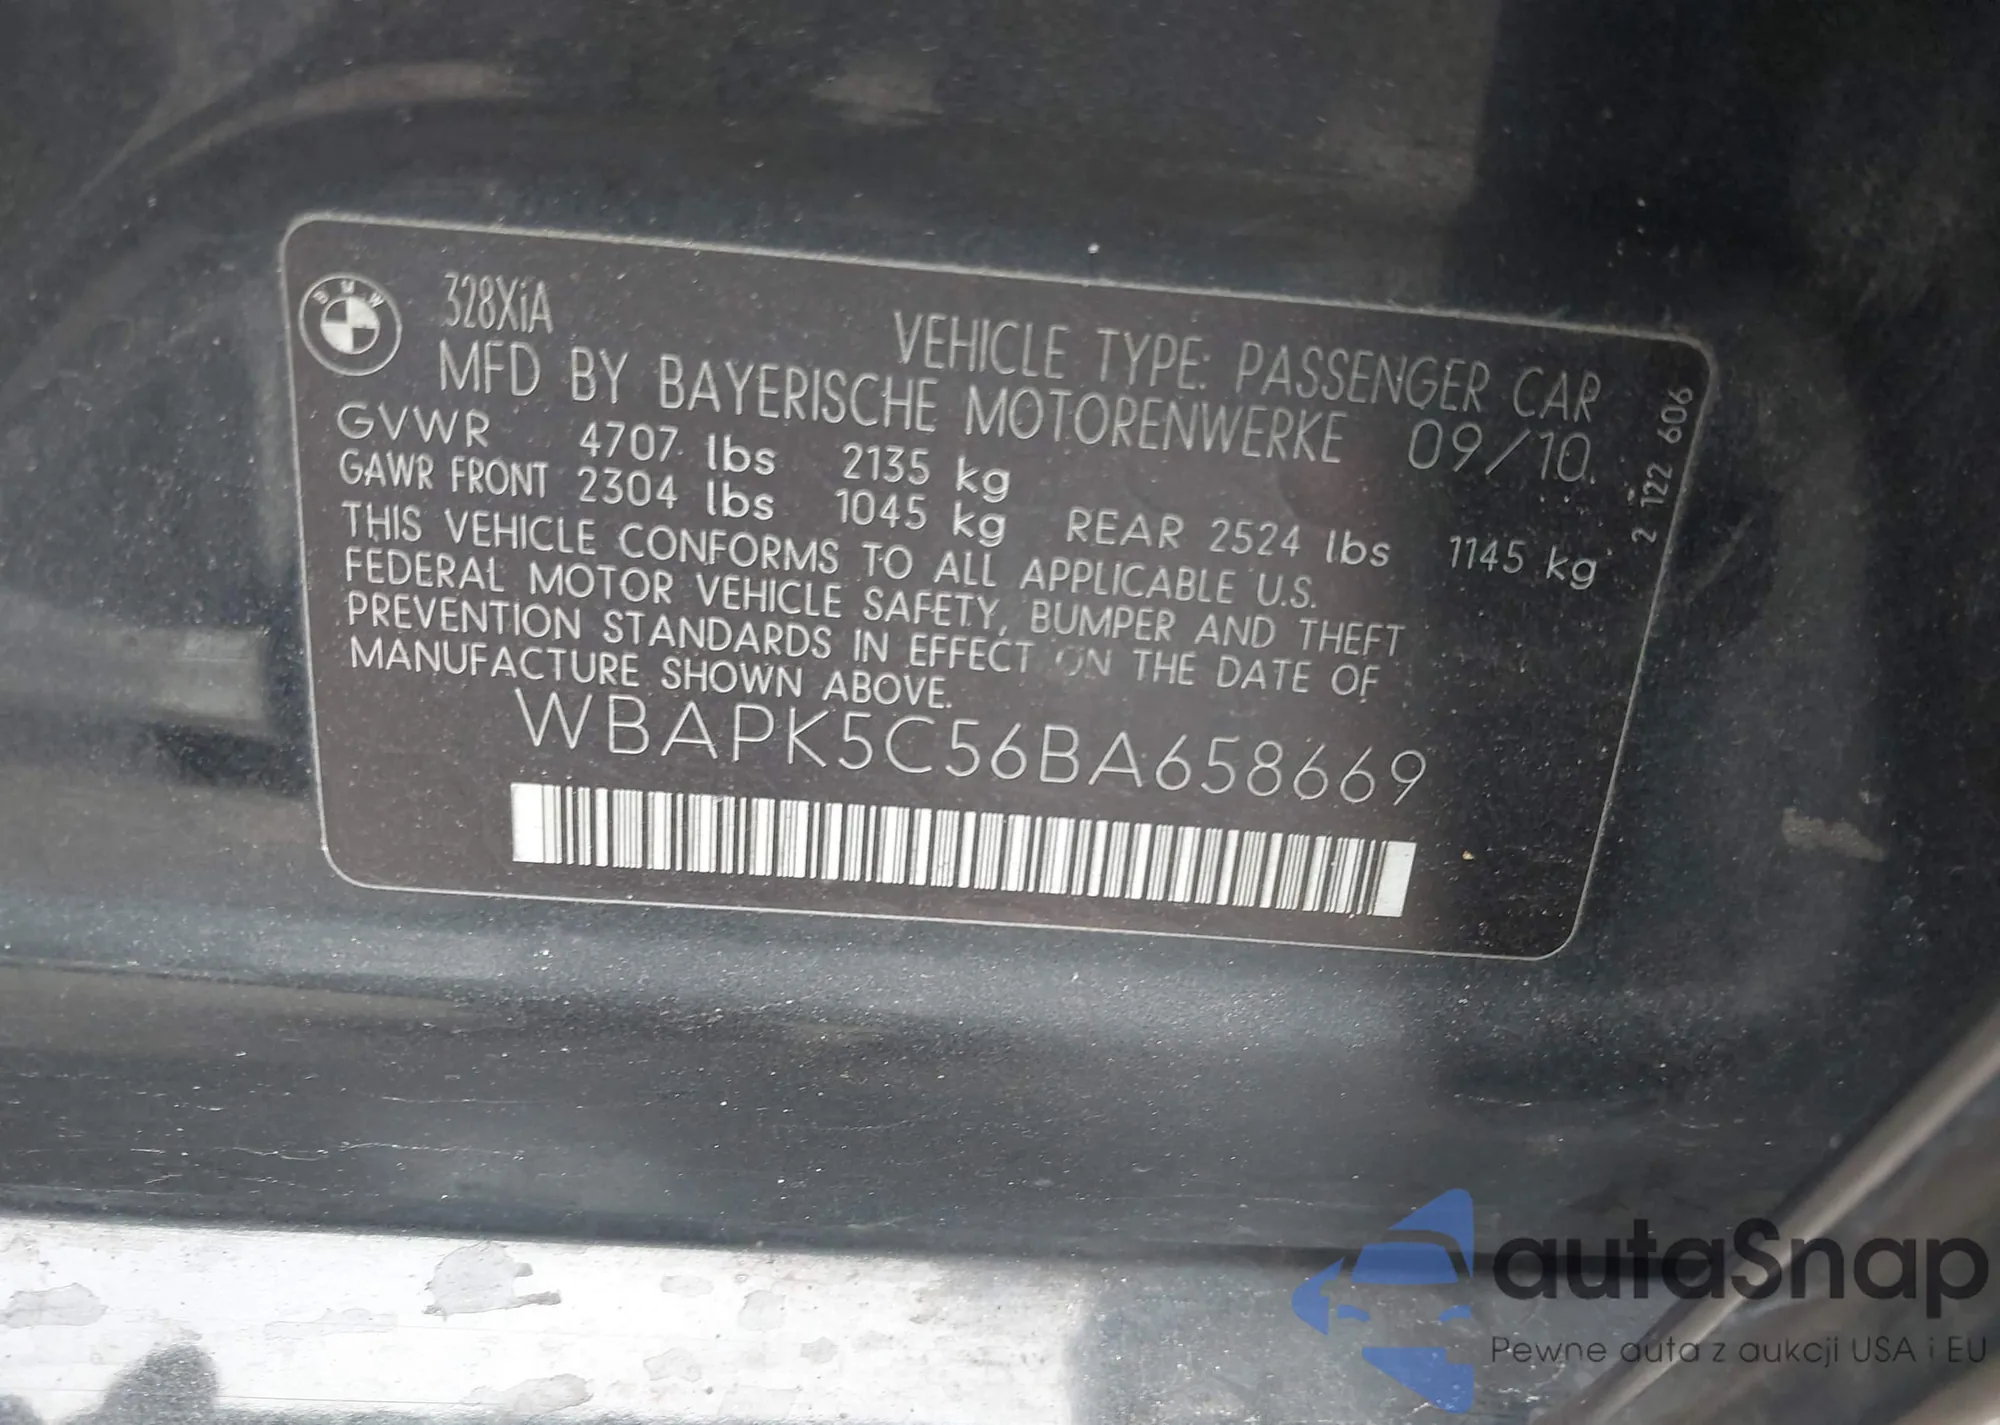 BMW
328XiA
VEHICLE TYPE: PASSENGER CAR
MFD BY BAYERISCHE MOTORENWERKE 09/10
GVWR 4707 lbs 2135 kg
GAWR FRONT 2304 lbs 1045 kg REAR 2524 lbs 1145 kg
THIS VEHICLE CONFORMS TO ALL APPLICABLE U.S.
FEDERAL MOTOR VEHICLE SAFETY, BUMPER AND THEFT
PREVENTION STANDARDS IN EFFECT ON THE DATE OF
MANUFACTURE SHOWN ABOVE.
WBAPK5C56BA658669
2 122 606
autaSnap
Pewne auta z aukcji USA i EU